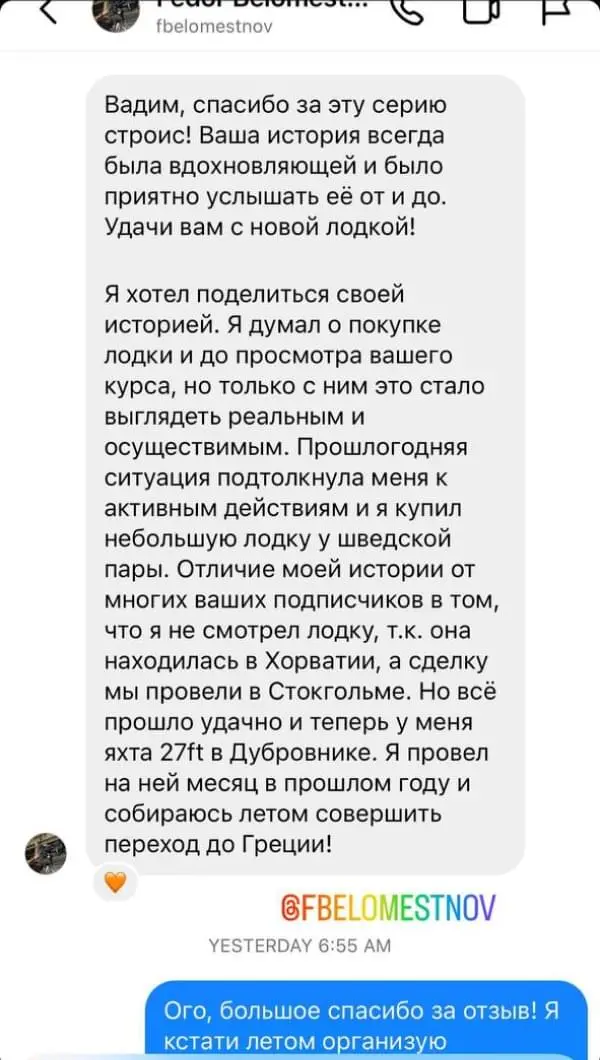 fbelomestnov
Вадим, спасибо за эту серию
строис! Ваша история всегда
была вдохновляющей и было
приятно услышать её от и до.
Удачи вам с новой лодкой!
Я хотел поделиться своей
историей. Я думал о покупке
лодки и до просмотра вашего
курса, но только с ним это стало
выглядеть реальным и
осуществимым. Прошлогодняя
ситуация подтолкнула меня к
активным действиям и я купил
небольшую лодку у шведской
пары. Отличие моей истории от
многих ваших подписчиков в том,
что я не смотрел лодку, т.к. она
находилась в Хорватии, а сделку
мы провели в Стокгольме. Но всё
прошло удачно и теперь у меня
яхта 27ft в Дубровнике. Я провел
на ней месяц в прошлом году и
собираюсь летом совершить
переход до Греции!
@FBELOMESTNOV
YESTERDAY 6:55 AM
Ого, большое спасибо за отзыв! Я
кстати летом организую